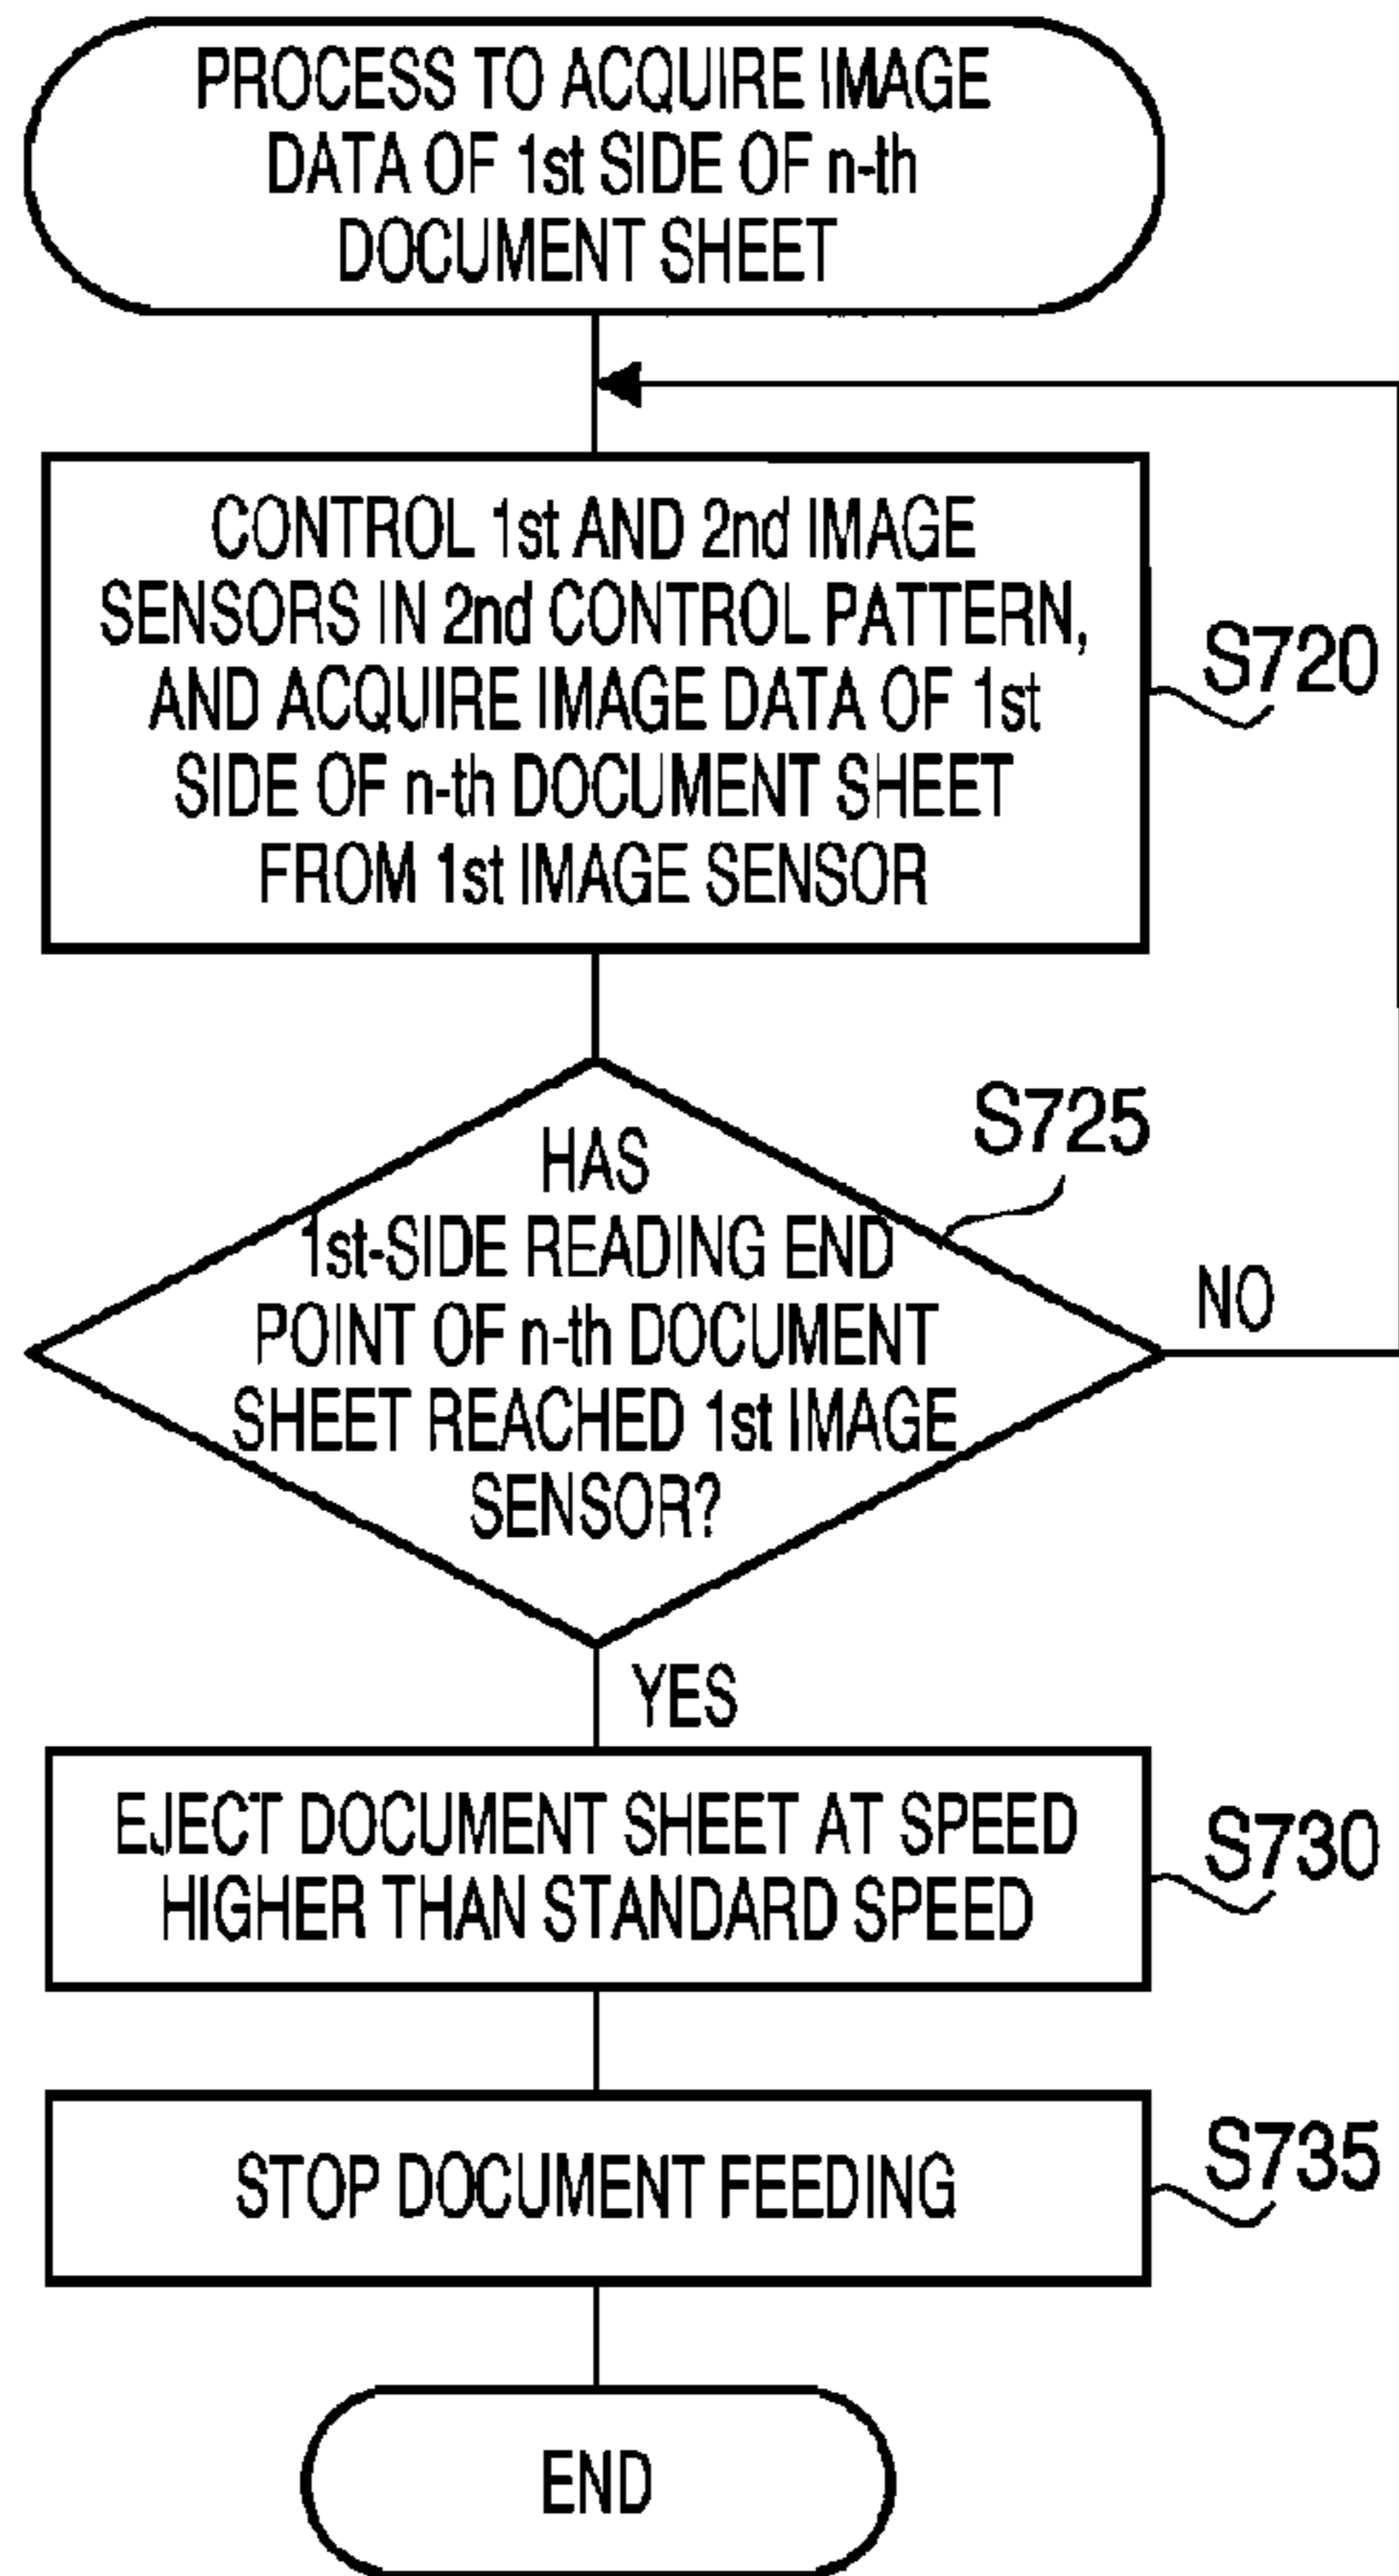 PROCESS TO ACQUIRE IMAGE
DATA OF 1st SIDE OF n-th
DOCUMENT SHEET
CONTROL 1st AND 2nd IMAGE
SENSORS IN 2nd CONTROL PATTERN,
AND ACQUIRE IMAGE DATA OF 1st
SIDE OF n-th DOCUMENT SHEET
FROM 1st IMAGE SENSOR
S720
S725
HAS
1st-SIDE READING END
POINT OF n-th DOCUMENT
SHEET REACHED 1st IMAGE
SENSOR?
NO
YES
EJECT DOCUMENT SHEET AT SPEED
HIGHER THAN STANDARD SPEED
S730
STOP DOCUMENT FEEDING
S735
END